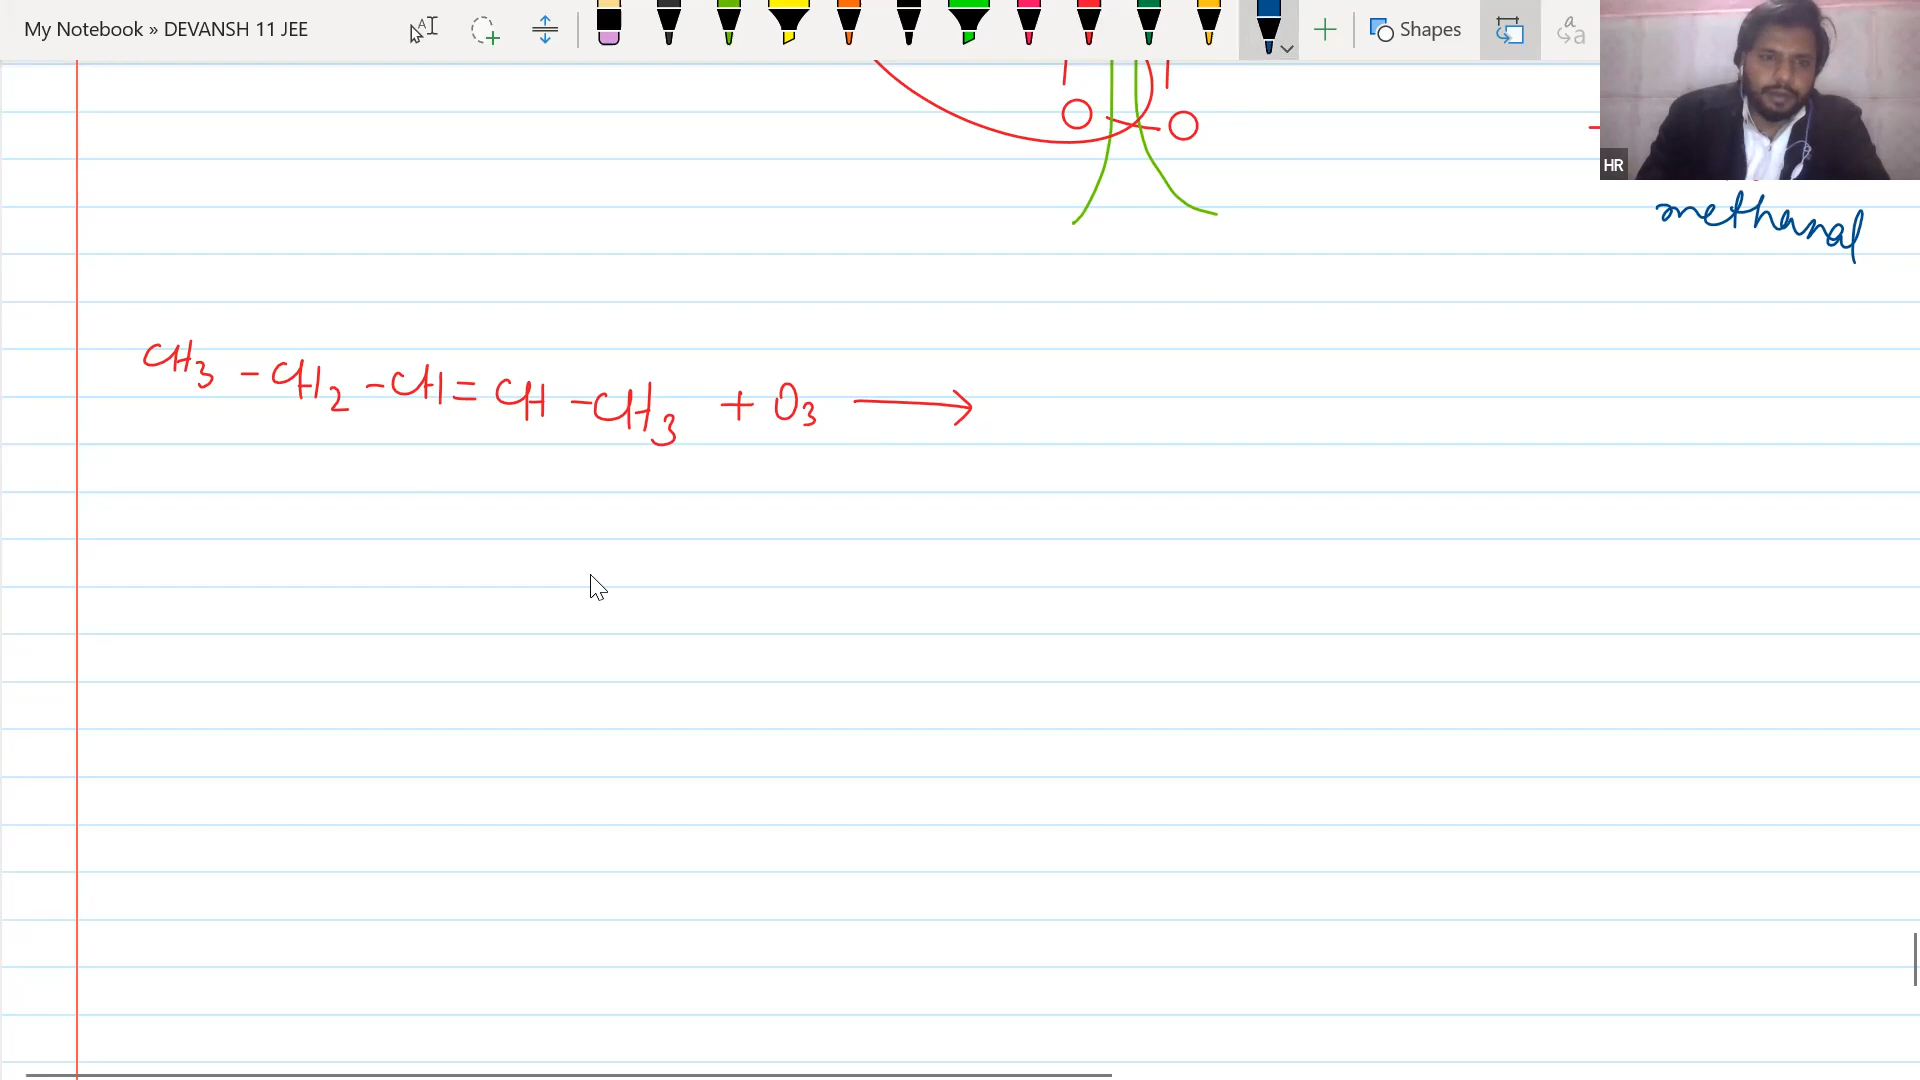 My Notebook » DEVANSH 11 JEE
Shapes
O - O
HR
methanal
CH3 - CH2 - CH = CH - CH3 + O3 ⟶